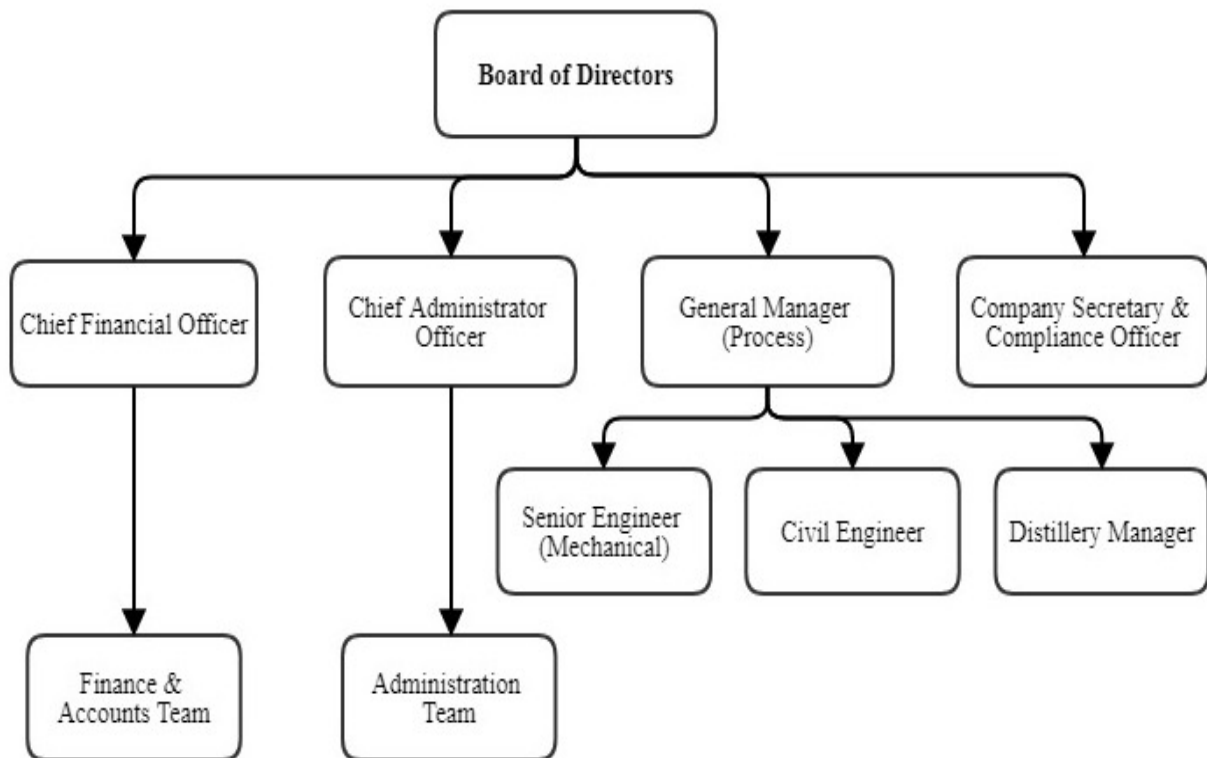 Board of Directors
Chief Financial Officer
Chief Administrator
Officer
General Manager
(Process)
Company Secretary &
Compliance Officer
Senior Engineer
(Mechanical)
Civil Engineer
Distillery Manager
Finance &
Accounts Team
Administration
Team